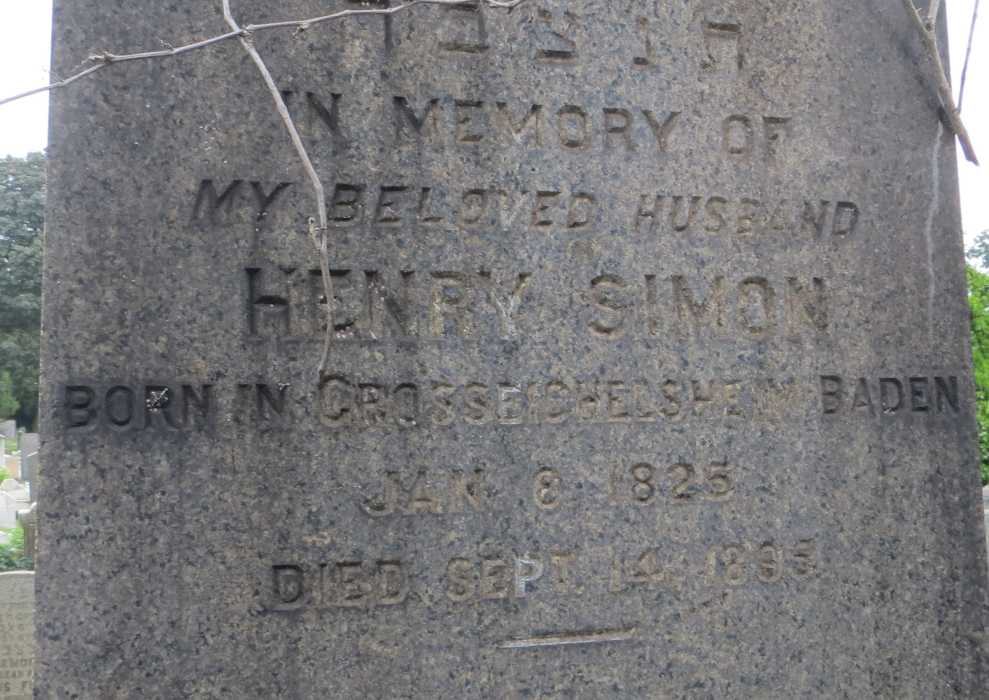 ת נ צ ב ה
IN MEMORY OF
MY BELOVED HUSBAND
HENRY SIMON
BORN IN GROSSEICHELSHEIM BADEN
JAN 8 1825
DIED SEPT. 14, 1895